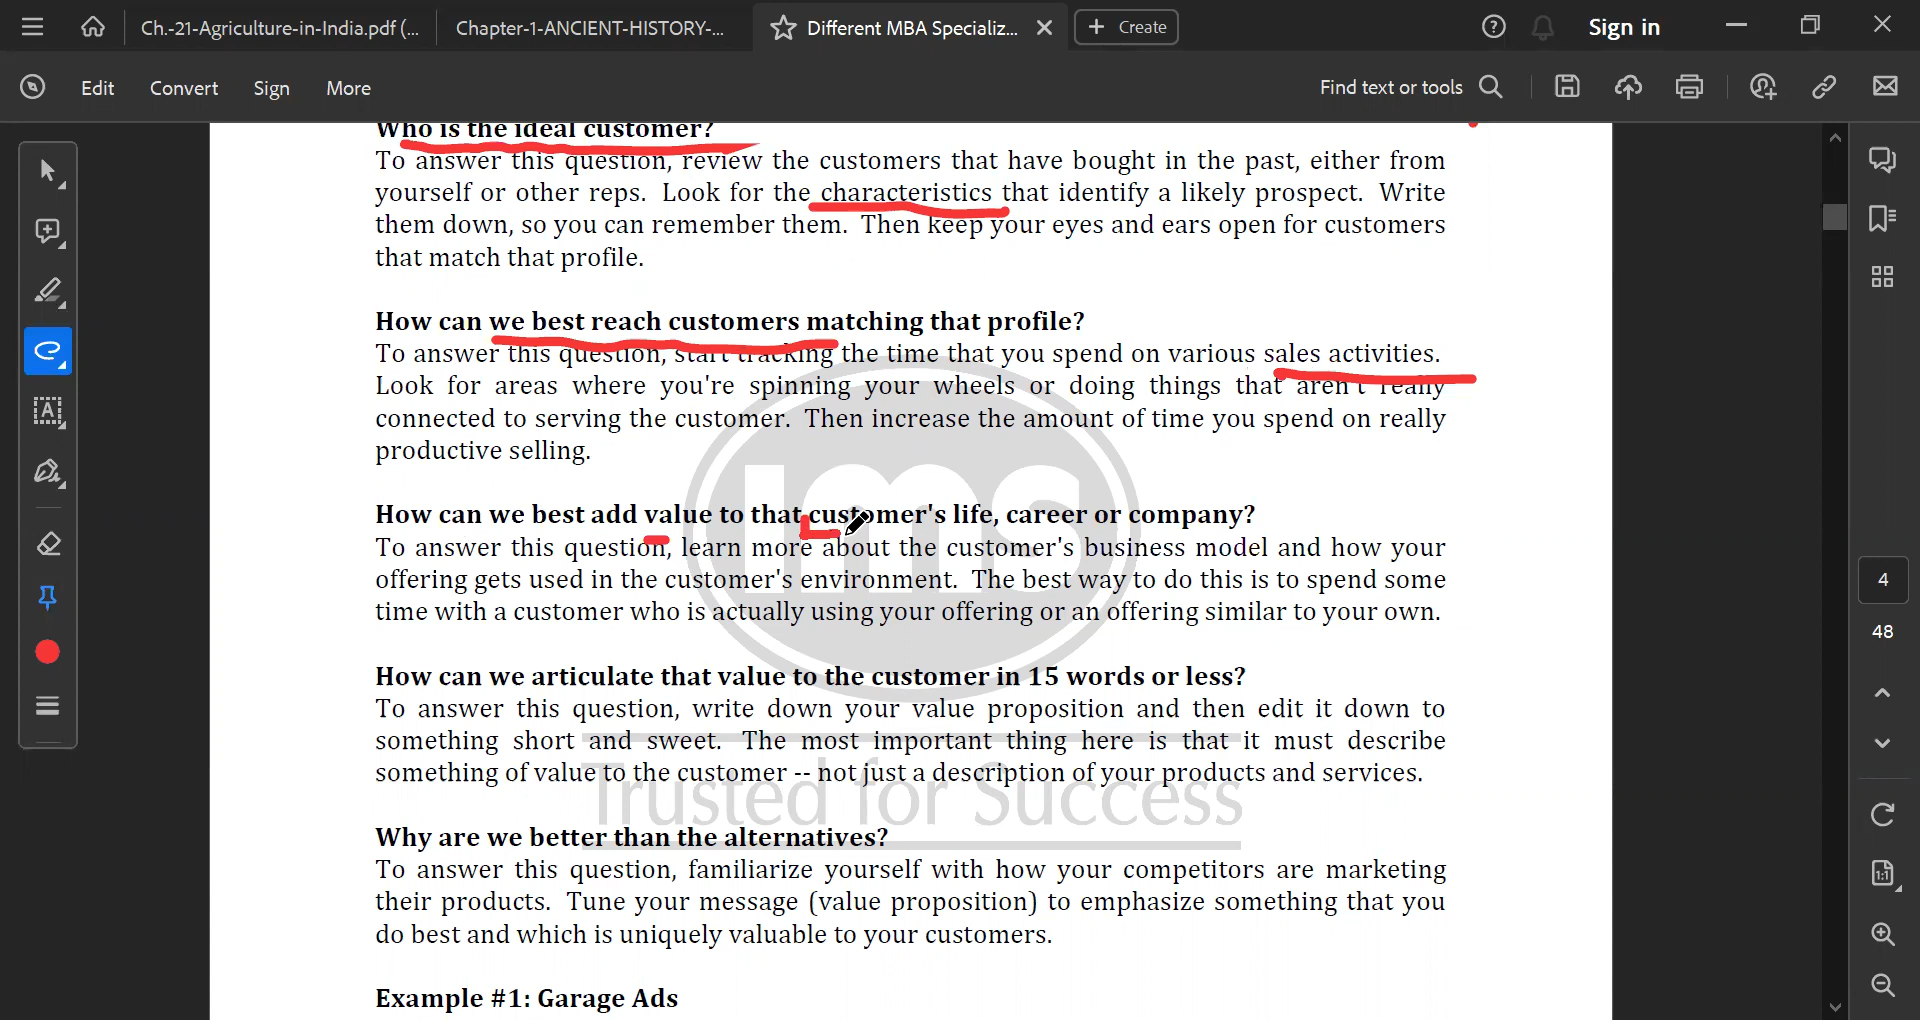 Ch.-21-Agriculture-in-India.pdf (...
Chapter-1-ANCIENT-HISTORY-...
Different MBA Specializ...
Create
Sign in
Edit
Convert
Sign
More
Find text or tools
Who is the ideal customer?
To answer this question, review the customers that have bought in the past, either from
yourself or other reps. Look for the characteristics that identify a likely prospect. Write
them down, so you can remember them. Then keep your eyes and ears open for customers
that match that profile.
How can we best reach customers matching that profile?
To answer this question, start tracking the time that you spend on various sales activities.
Look for areas where you're spinning your wheels or doing things that aren't really
connected to serving the customer. Then increase the amount of time you spend on really
productive selling.
How can we best add value to that customer's life, career or company?
To answer this question, learn more about the customer's business model and how your
offering gets used in the customer's environment. The best way to do this is to spend some
time with a customer who is actually using your offering or an offering similar to your own.
How can we articulate that value to the customer in 15 words or less?
To answer this question, write down your value proposition and then edit it down to
something short and sweet. The most important thing here is that it must describe
something of value to the customer -- not just a description of your products and services.
Why are we better than the alternatives?
To answer this question, familiarize yourself with how your competitors are marketing
their products. Tune your message (value proposition) to emphasize something that you
do best and which is uniquely valuable to your customers.
Example #1: Garage Ads
ims
Trusted for Success
4
48
1:1